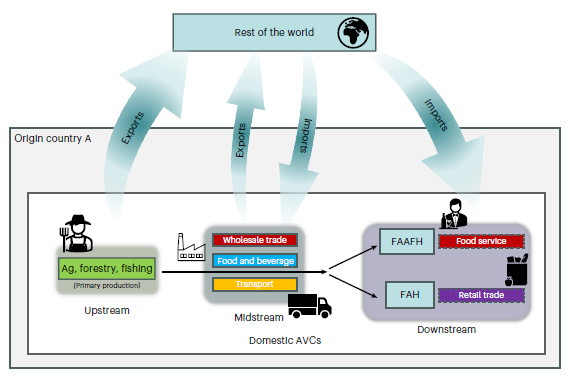 Rest of the world
Exports
Exports
Imports
Imports
Origin country A
Wholesale trade
FAAFH
Food service
Ag, forestry, fishing
Food and beverage
(Primary production)
Transport
FAH
Retail trade
Upstream
Midstream
Downstream
Domestic AVCs